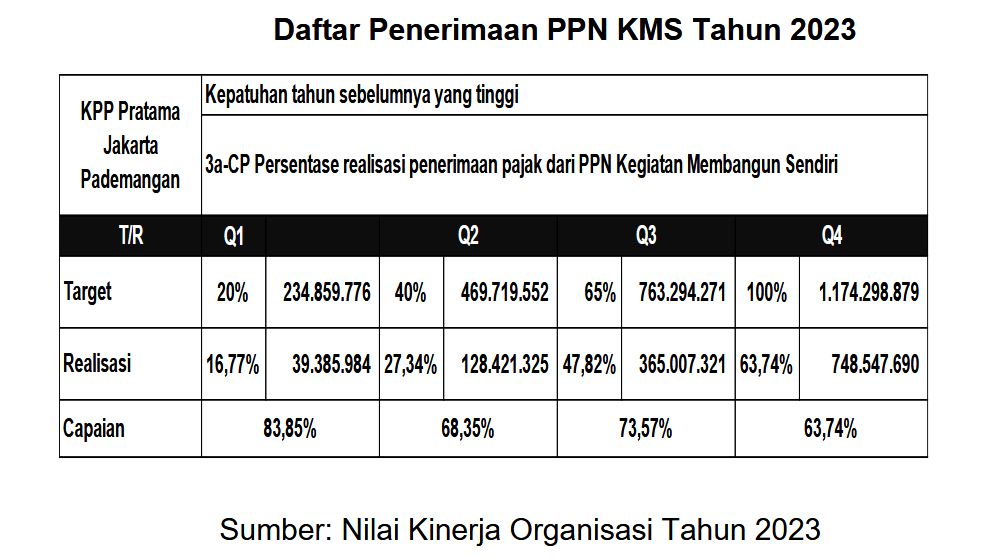 Daftar Penerimaan PPN KMS Tahun 2023
KPP Pratama
Jakarta
Pademangan
Kepatuhan tahun sebelumnya yang tinggi
3a-CP Persentase realisasi penerimaan pajak dari PPN Kegiatan Membangun Sendiri
T/R Q1 Q2 Q3 Q4
Target 20% 234.859.776 40% 469.719.552 65% 763.294.271 100% 1.174.298.879
Realisasi 16,77% 39.385.984 27,34% 128.421.325 47,82% 365.007.321 63,74% 748.547.690
Capaian 83,85% 68,35% 73,57% 63,74%
Sumber: Nilai Kinerja Organisasi Tahun 2023